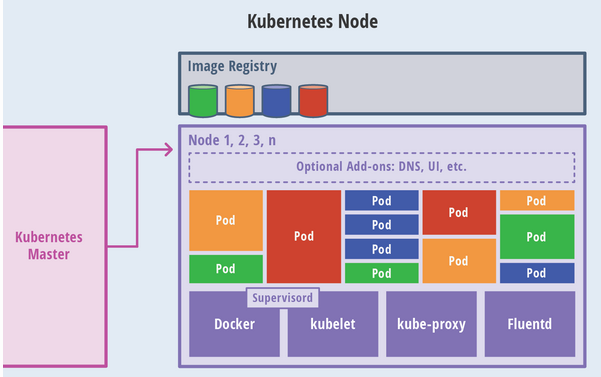 Kubernetes Node
Image Registry
Kubernetes
Master
Node 1, 2, 3, n
Optional Add-ons: DNS, UI, etc.
Pod
Pod
Pod
Pod
Pod
Pod
Pod
Pod
Pod
Pod
Pod
Pod
Supervisord
Docker
kubelet
kube-proxy
Fluentd